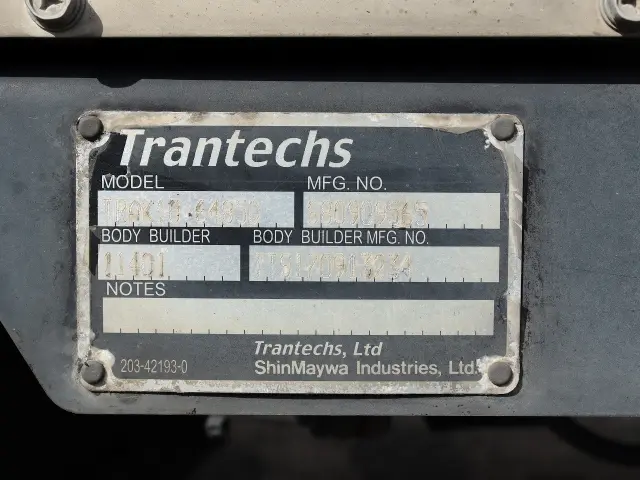 Trantechs
MODEL MFG. NO.
BODY BUILDER BODY BUILDER MFG. NO.
NOTES
Trantechs, Ltd
203-42193-0 ShinMaywa Industries, Ltd.